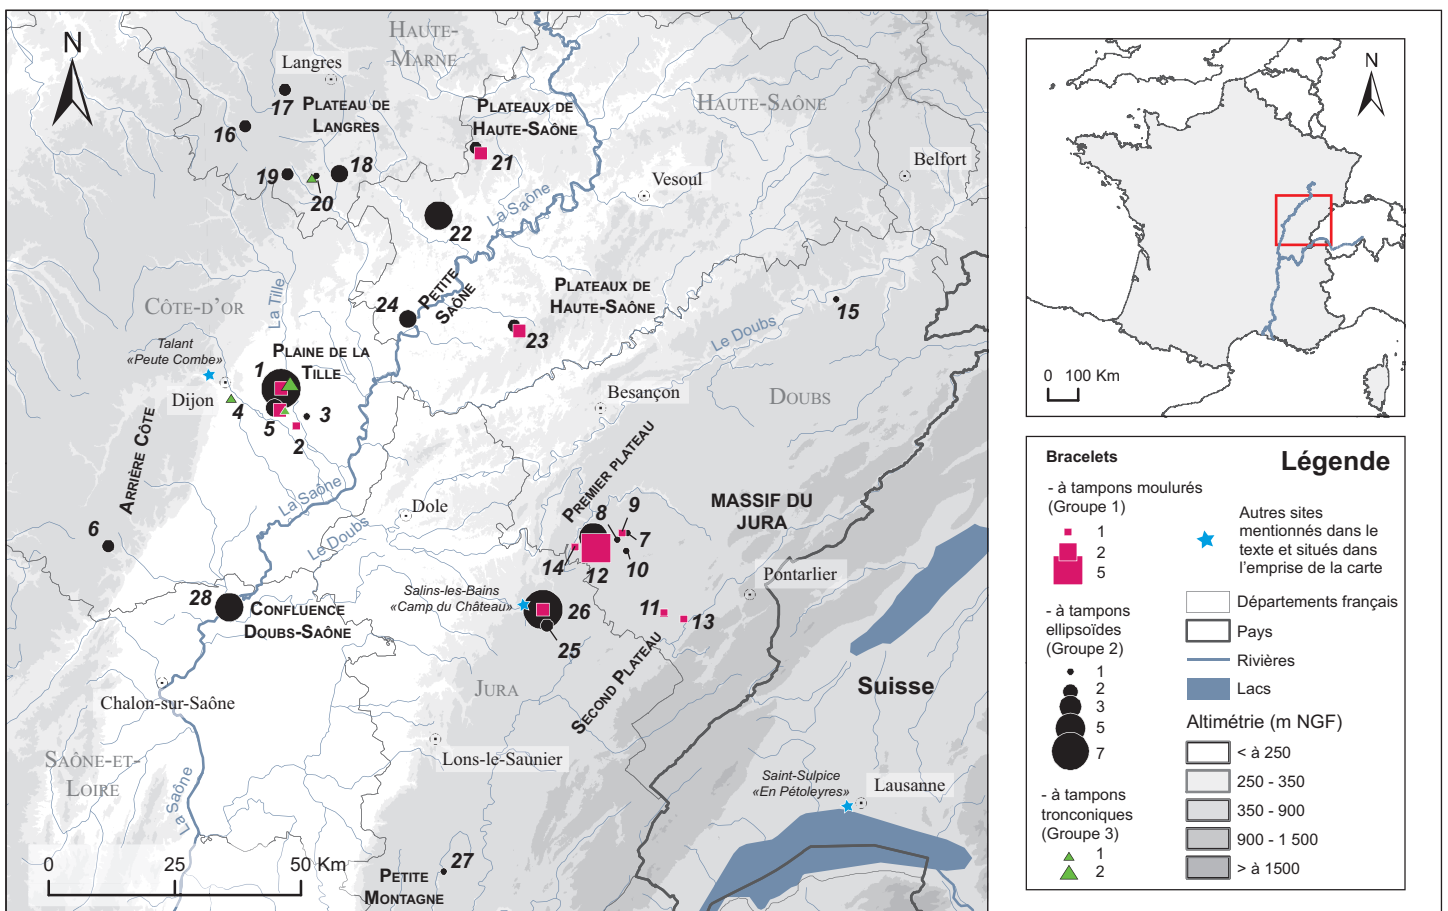 N
HAUTE-
MARNE
Langres
17
PLATEAU DE
LANGRES
16
PLATEAUX DE
HAUTE-SAÔNE
HAUTE-SAÔNE
21
19
18
20
Belfort
Vesoul
La Saône
22
La Tille
CÔTE-D'OR
24
PETITE
SAÔNE
PLATEAUX DE
HAUTE-SAÔNE
15
23
Le Doubs
Talant
«Peute Combe»
PLAINE DE LA
TILLE
1
Dijon
4
5
3
2
Besançon
DOUBS
ARRIÈRE CÔTE
PREMIER PLATEAU
La Saône
Dole
Le Doubs
MASSIF DU
JURA
6
8
9
7
14
12
10
Pontarlier
Salins-les-Bains
«Camp du Château»
28
CONFLUENCE
DOUBS-SAÔNE
26
25
11
13
SECOND PLATEAU
JURA
Suisse
Chalon-sur-Saône
Lons-le-Saunier
SAÔNE-ET-
LOIRE
La Saône
Saint-Sulpice
«En Pétoleyres»
Lausanne
27
PETITE
MONTAGNE
0 25 50 Km
N
0 100 Km
Légende
Bracelets
- à tampons moulurés
(Groupe 1)
1
2
5
- à tampons
ellipsoïdes
(Groupe 2)
1
2
3
5
7
- à tampons
tronconiques
(Groupe 3)
1
2
Autres sites
mentionnés dans le
texte et situés dans
l'emprise de la carte
Départements français
Pays
Rivières
Lacs
Altimétrie (m NGF)
< à 250
250 - 350
350 - 900
900 - 1 500
> à 1500